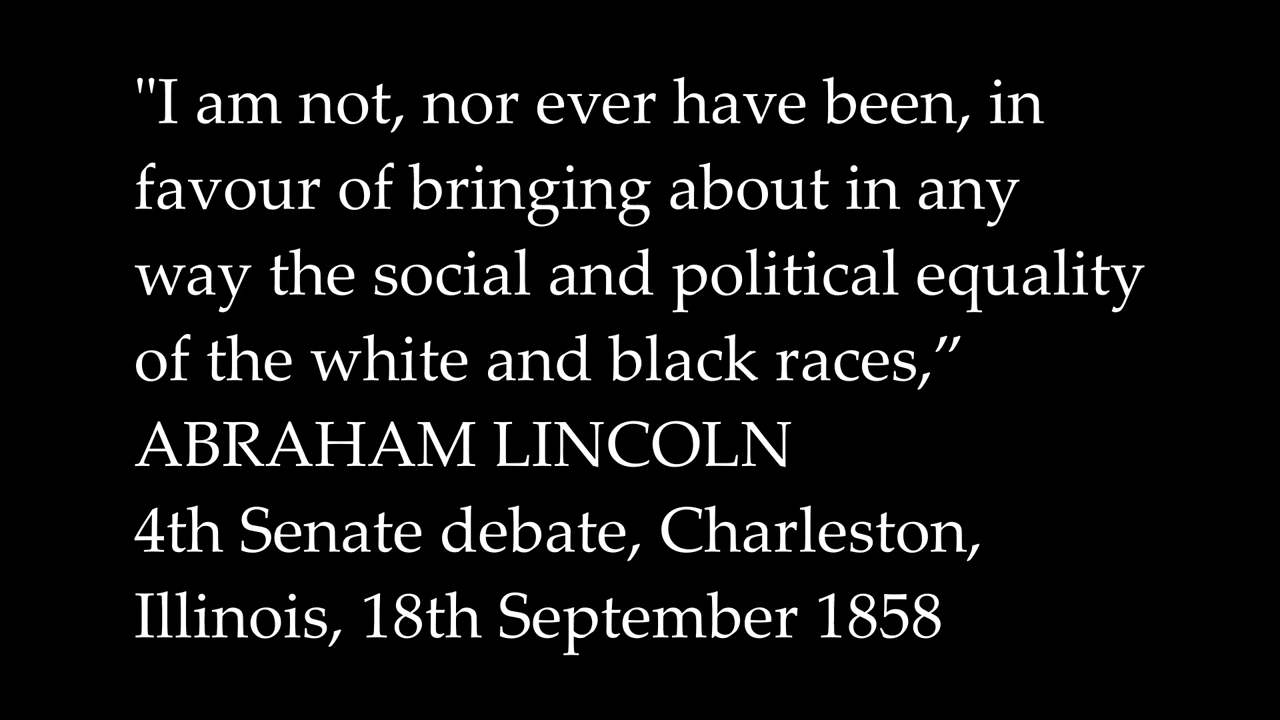 "I am not, nor ever have been, in
favour of bringing about in any
way the social and political equality
of the white and black races,”
ABRAHAM LINCOLN
4th Senate debate, Charleston,
Illinois, 18th September 1858